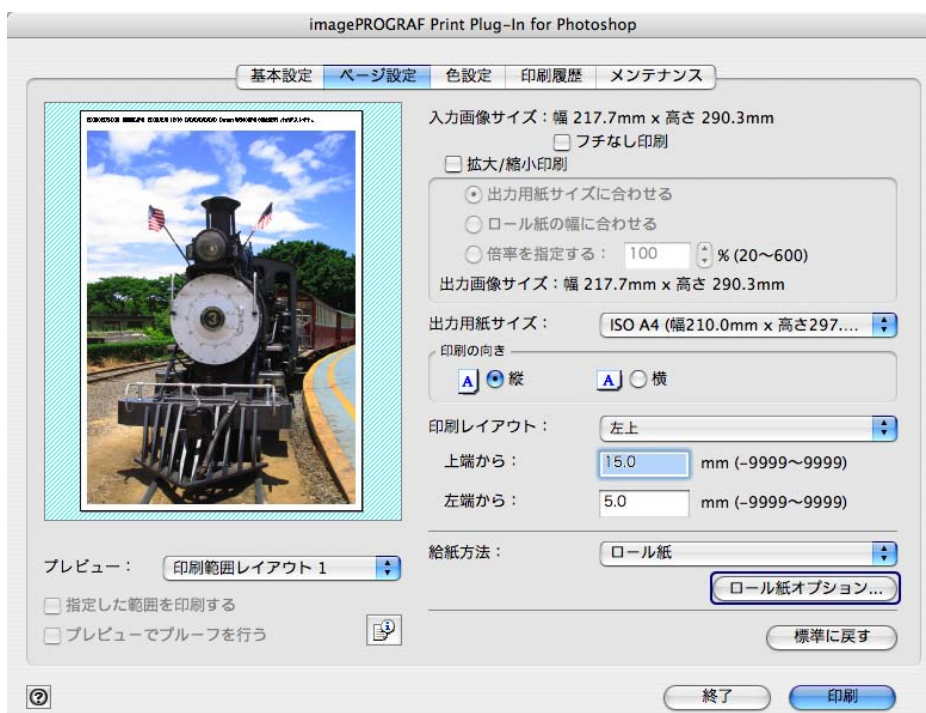 imagePROGRAF Print Plug-In for Photoshop
基本設定 ページ設定 色設定 印刷履歴 メンテナンス
入力画像サイズ：幅 217.7mm x 高さ 290.3mm
フチなし印刷
拡大/縮小印刷
出力用紙サイズに合わせる
ロール紙の幅に合わせる
倍率を指定する： 100 % (20〜600)
出力画像サイズ：幅 217.7mm x 高さ 290.3mm
出力用紙サイズ： ISO A4 (幅210.0mm x 高さ297....
印刷の向き
A 縦 A 横
印刷レイアウト： 左上
上端から： 15.0 mm (-9999〜9999)
左端から： 5.0 mm (-9999〜9999)
給紙方法： ロール紙
ロール紙オプション...
標準に戻す
3
プレビュー： 印刷範囲レイアウト 1
指定した範囲を印刷する
プレビューでプルーフを行う
? 終了 印刷